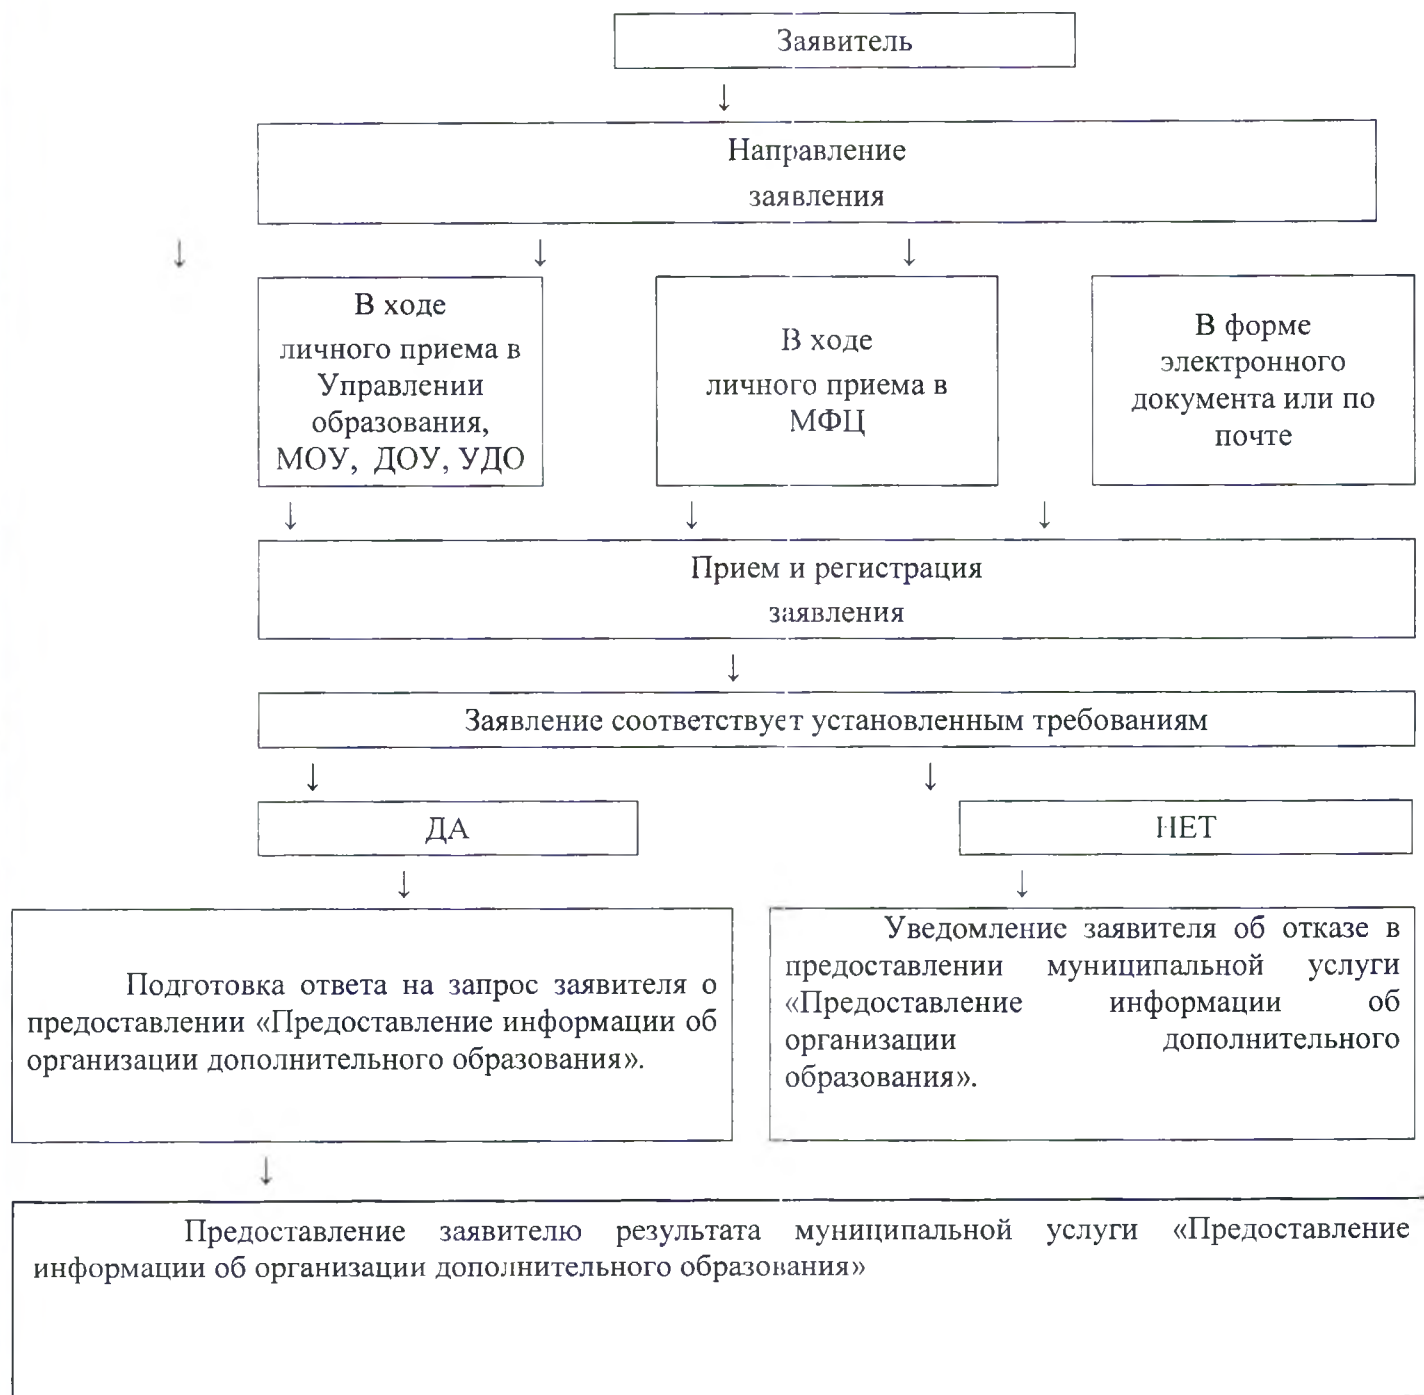 Заявитель
↓
Направление
заявления
↓ ↓ ↓
В ходе
личного приема в
Управлении
образования,
МОУ, ДОУ, УДО
В ходе
личного приема в
МФЦ
В форме
электронного
документа или по
почте
↓ ↓ ↓
Прием и регистрация
заявления
↓
Заявление соответствует установленным требованиям
↓ ↓
ДА
НЕТ
↓ ↓
Подготовка ответа на запрос заявителя о
предоставлении «Предоставление информации об
организации дополнительного образования».
Уведомление заявителя об отказе в
предоставлении муниципальной услуги
«Предоставление информации об
организации дополнительного
образования».
↓
Предоставление заявителю результата муниципальной услуги «Предоставление
информации об организации дополнительного образования»